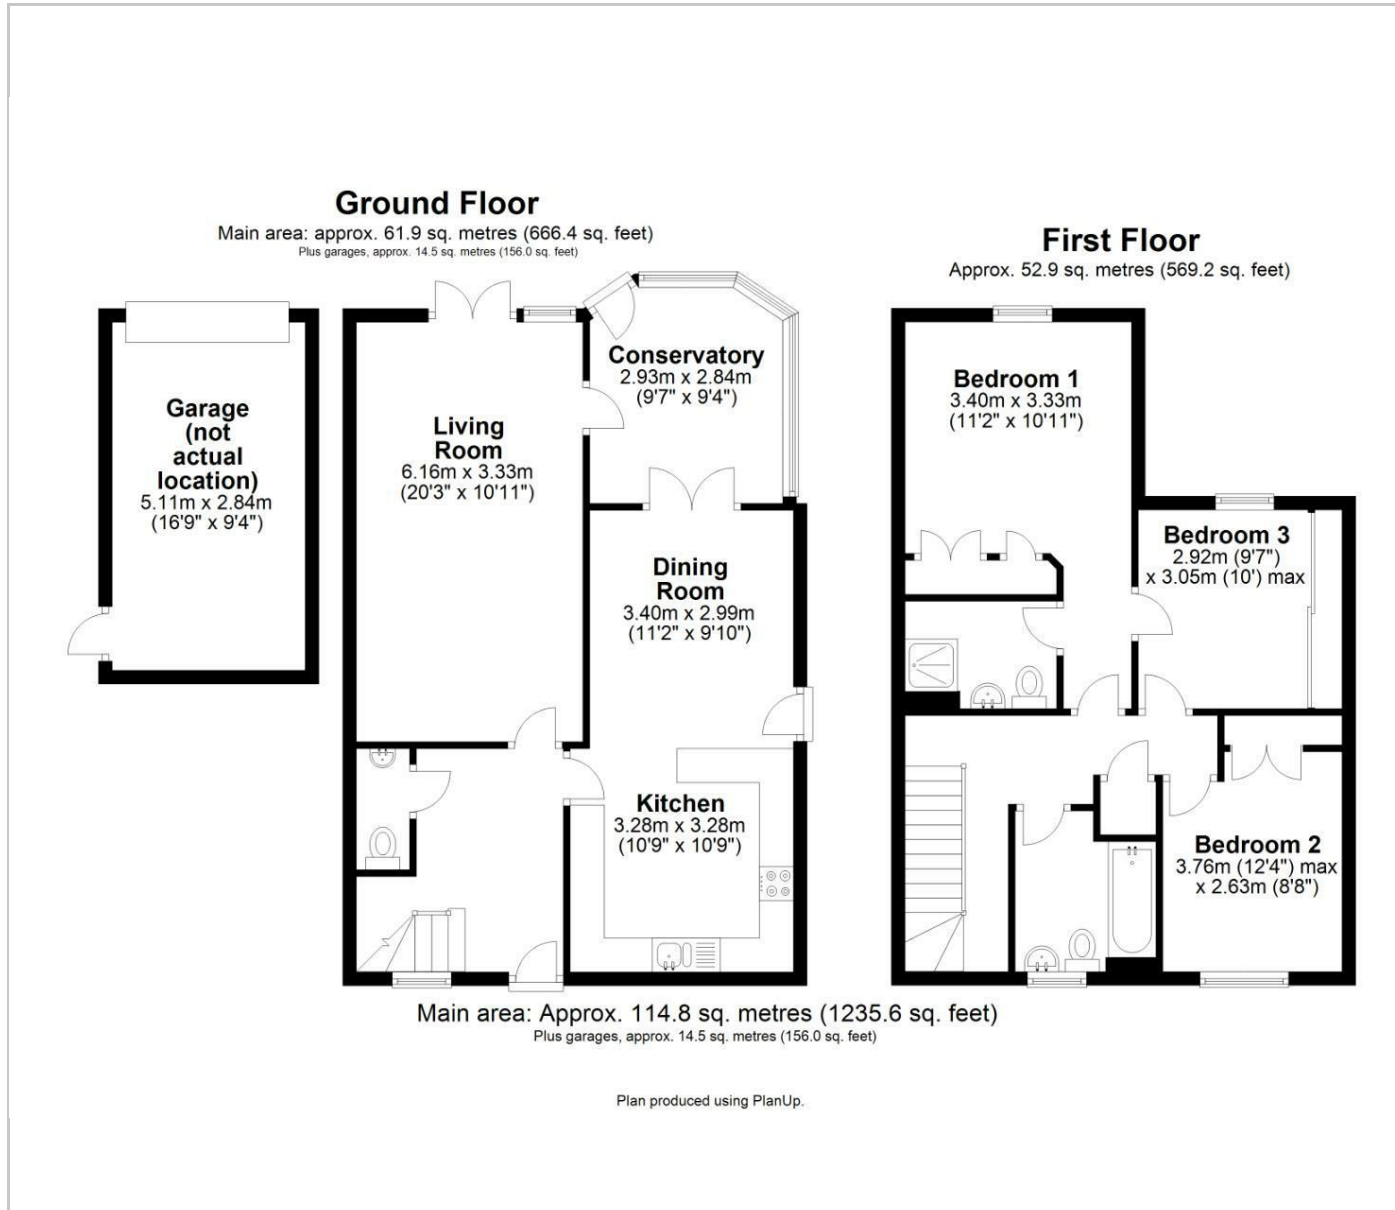 Ground Floor
Main area: approx. 61.9 sq. metres (666.4 sq. feet)
Plus garages, approx. 14.5 sq. metres (156.0 sq. feet)
Garage
(not
actual
location)
5.11m x 2.84m
(16'9" x 9'4")
Living
Room
6.16m x 3.33m
(20'3" x 10'11")
Conservatory
2.93m x 2.84m
(9'7" x 9'4")
Dining
Room
3.40m x 2.99m
(11'2" x 9'10")
Kitchen
3.28m x 3.28m
(10'9" x 10'9")
First Floor
Approx. 52.9 sq. metres (569.2 sq. feet)
Bedroom 1
3.40m x 3.33m
(11'2" x 10'11")
Bedroom 3
2.92m (9'7")
x 3.05m (10') max
Bedroom 2
3.76m (12'4") max
x 2.63m (8'8")
Main area: Approx. 114.8 sq. metres (1235.6 sq. feet)
Plus garages, approx. 14.5 sq. metres (156.0 sq. feet)
Plan produced using PlanUp.